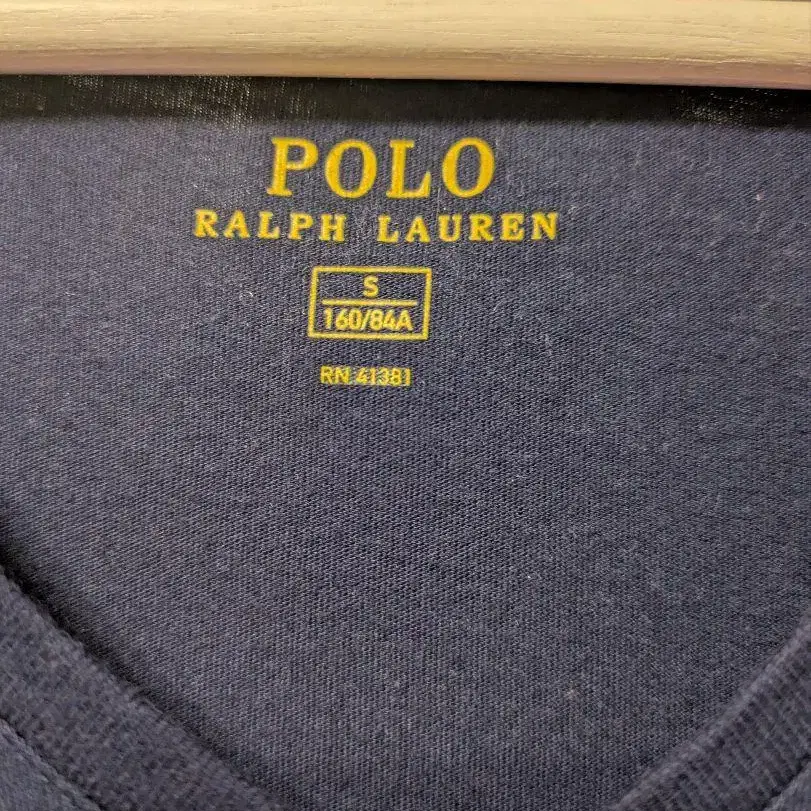 POLO
RALPH LAUREN
S
160/84A
RN 41381